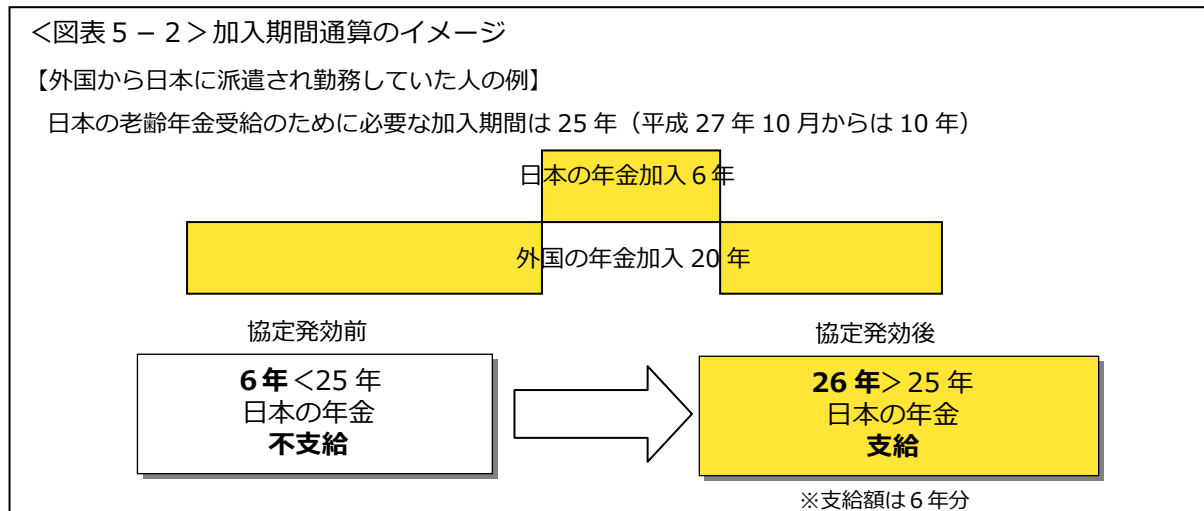 ＜図表５－２＞加入期間通算のイメージ
【外国から日本に派遣され勤務していた人の例】
日本の老齢年金受給のために必要な加入期間は 25 年（平成 27 年 10 月からは 10 年）
日本の年金加入６年
外国の年金加入 20 年
協定発効前
６年＜25 年
日本の年金
不支給
協定発効後
26 年＞25 年
日本の年金
支給
※支給額は６年分